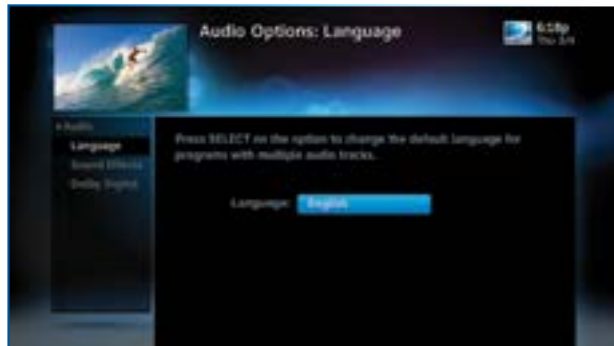 Audio Options: Language
6:18p
Audio
Language
Sound Effects
Dolby Digital
Press SELECT on the option to change the default language for
programs with multiple audio tracks.
Language: English